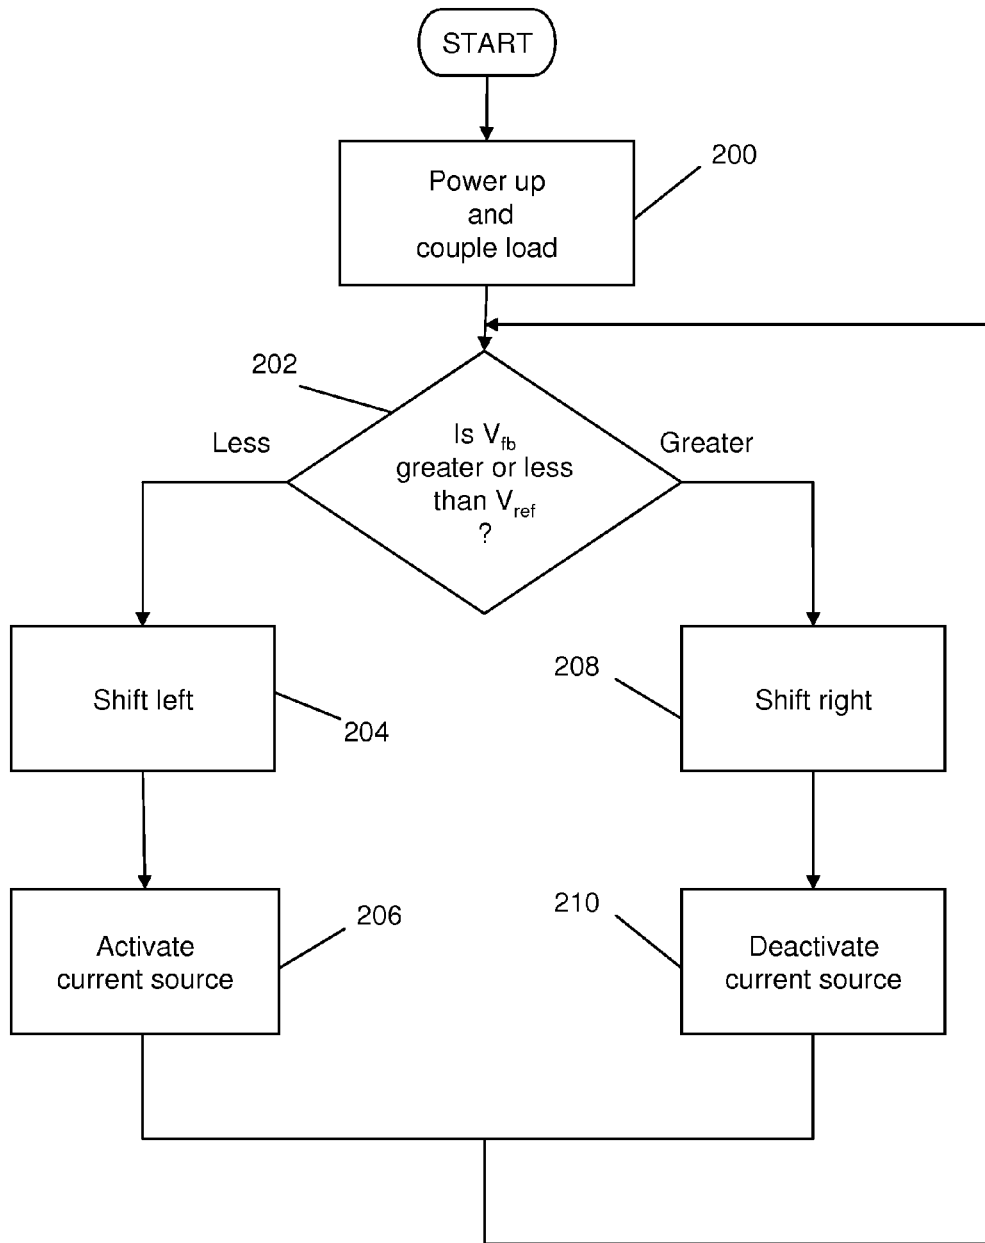 START
200
Power up
and
couple load
202
Less
Greater
Is V_fb
greater or less
than V_ref
?
Shift left
204
208
Shift right
206
Activate
current source
210
Deactivate
current source